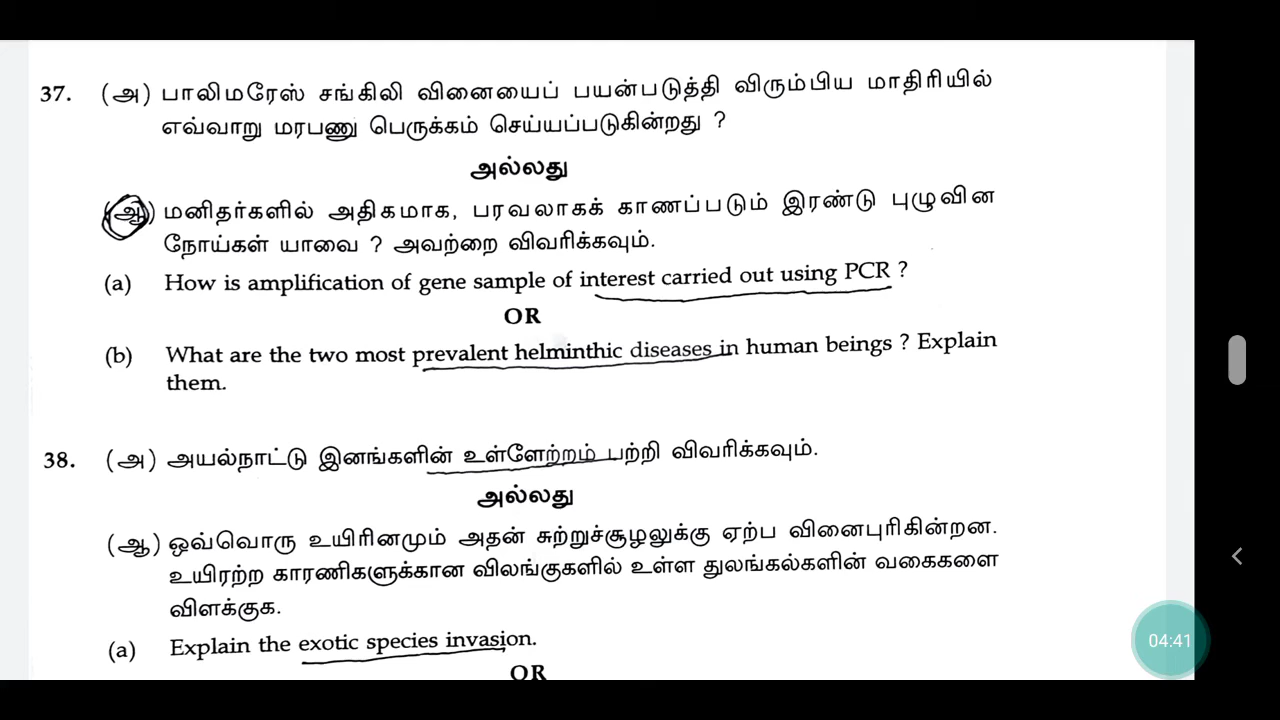 37. (அ) பாலிமரேஸ் சங்கிலி வினையைப் பயன்படுத்தி விரும்பிய மாதிரியில்
எவ்வாறு மரபணு பெருக்கம் செய்யப்படுகின்றது ?
அல்லது
(ஆ) மனிதர்களில் அதிகமாக, பரவலாகக் காணப்படும் இரண்டு புழுவின
நோய்கள் யாவை ? அவற்றை விவரிக்கவும்.
(a) How is amplification of gene sample of interest carried out using PCR ?
OR
(b) What are the two most prevalent helminthic diseases in human beings ? Explain
them.
38. (அ) அயல்நாட்டு இனங்களின் உள்ளேற்றம் பற்றி விவரிக்கவும்.
அல்லது
(ஆ) ஒவ்வொரு உயிரினமும் அதன் சுற்றுச்சூழலுக்கு ஏற்ப வினைபுரிகின்றன.
உயிரற்ற காரணிகளுக்கான விலங்குகளில் உள்ள துலங்கல்களின் வகைகளை
விளக்குக.
(a) Explain the exotic species invasion.
04:41
OR